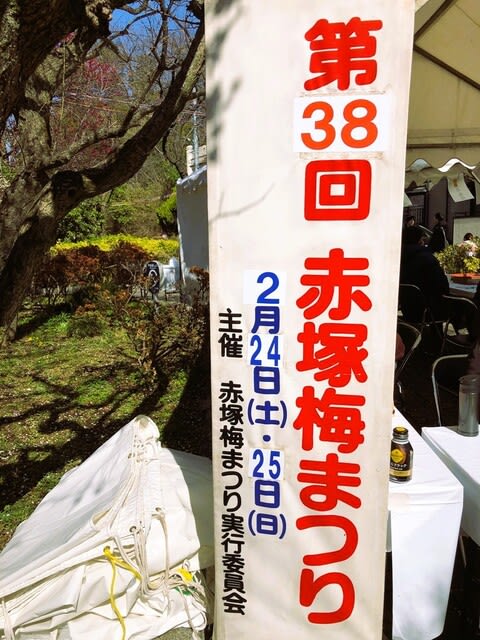 第38回 赤塚梅まつり
2月24日(土)・25日(日)
主催 赤塚梅まつり実行委員会